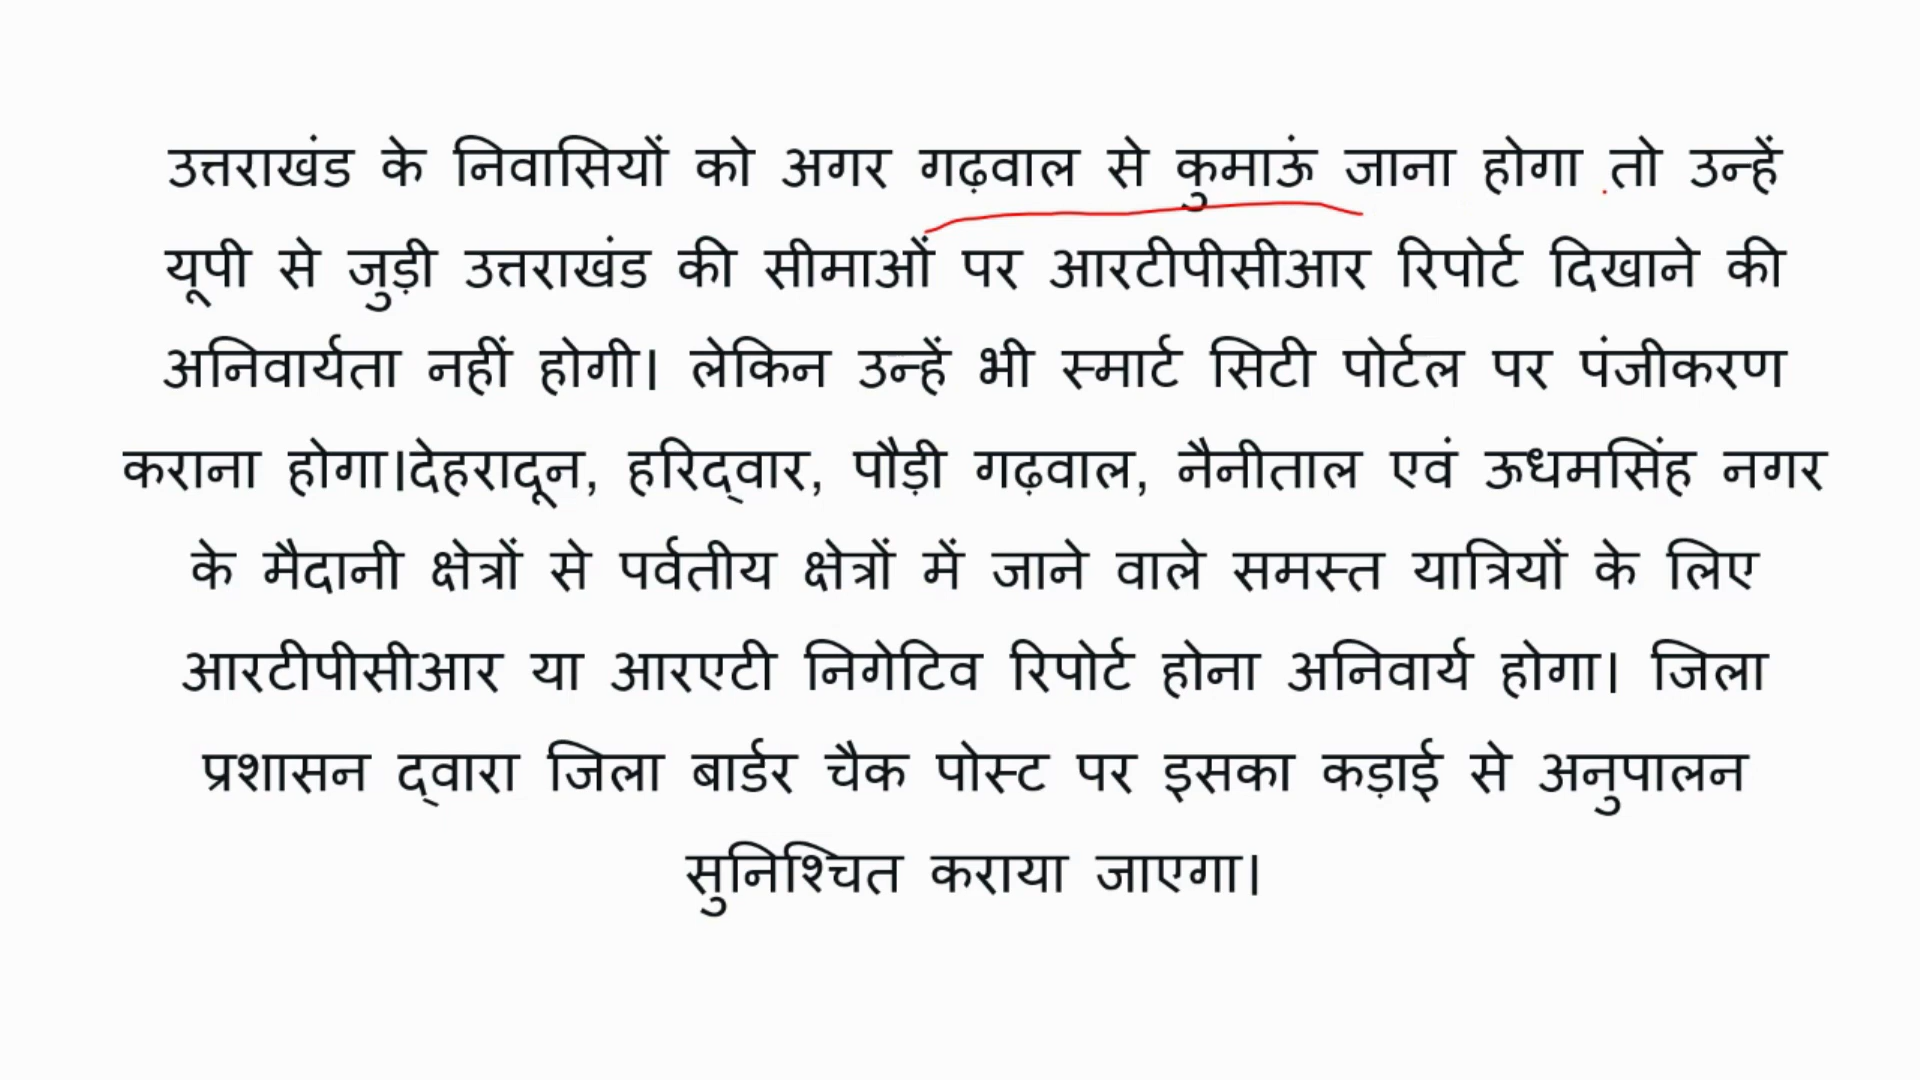 उत्तराखंड के निवासियों को अगर गढ़वाल से कुमाऊं जाना होगा तो उन्हें
यूपी से जुड़ी उत्तराखंड की सीमाओं पर आरटीपीसीआर रिपोर्ट दिखाने की
अनिवार्यता नहीं होगी। लेकिन उन्हें भी स्मार्ट सिटी पोर्टल पर पंजीकरण
कराना होगा।देहरादून, हरिद्वार, पौड़ी गढ़वाल, नैनीताल एवं ऊधमसिंह नगर
के मैदानी क्षेत्रों से पर्वतीय क्षेत्रों में जाने वाले समस्त यात्रियों के लिए
आरटीपीसीआर या आरएटी निगेटिव रिपोर्ट होना अनिवार्य होगा। जिला
प्रशासन द्वारा जिला बार्डर चैक पोस्ट पर इसका कड़ाई से अनुपालन
सुनिश्चित कराया जाएगा।